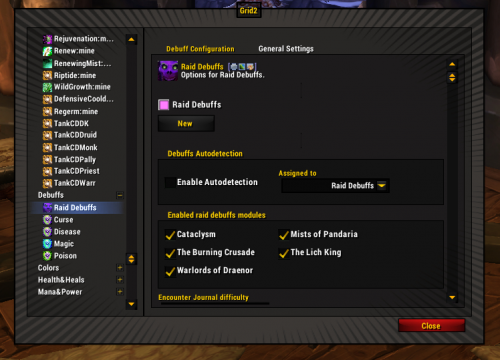 Grid2
Rejuvenation:m...
Renew:mine
RenewingMist:...
Riptide:mine
WildGrowth:mine
DefensiveCoold...
Regerm:mine
TankCDDK
TankCDDruid
TankCDMonk
TankCDPally
TankCDPriest
TankCDWarr
Debuffs
Raid Debuffs
Curse
Disease
Magic
Poison
Colors
Health&Heals
Mana&Power
Debuff Configuration General Settings
Raid Debuffs
Options for Raid Debuffs.
Raid Debuffs
New
Debuffs Autodetection
Enable Autodetection
Assigned to
Raid Debuffs
Enabled raid debuffs modules
Cataclysm Mists of Pandaria
The Burning Crusade The Lich King
Warlords of Draenor
Encounter Journal difficulty
Close